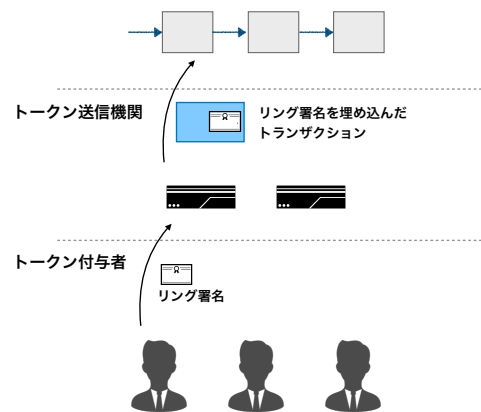 トークン送信機関
リング署名を埋め込んだ
トランザクション
トークン付与者
リング署名